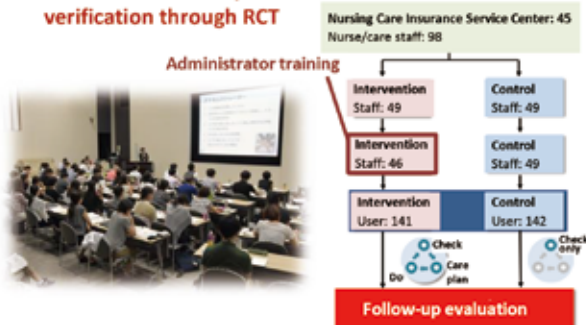 verification through RCT
Administrator training
Nursing Care Insurance Service Center: 45
Nurse/care staff: 98
Intervention
Staff: 49
Control
Staff: 49
Intervention
Staff: 46
Control
Staff: 49
Intervention
User: 141
Control
User: 142
Check
Do
Care
plan
Check
only
Follow-up evaluation